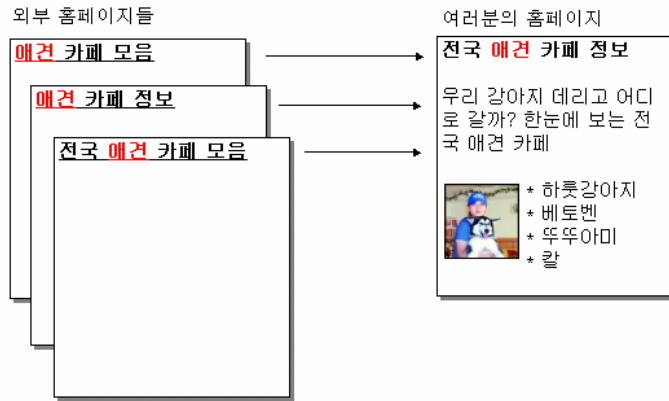 외부 홈페이지들
애견 카페 모음
애견 카페 정보
전국 애견 카페 모음
여러분의 홈페이지
전국 애견 카페 정보
우리 강아지 데리고 어디
로 갈까? 한눈에 보는 전
국 애견 카페
* 하룻강아지
* 베토벤
* 뚜뚜아미
* 칼